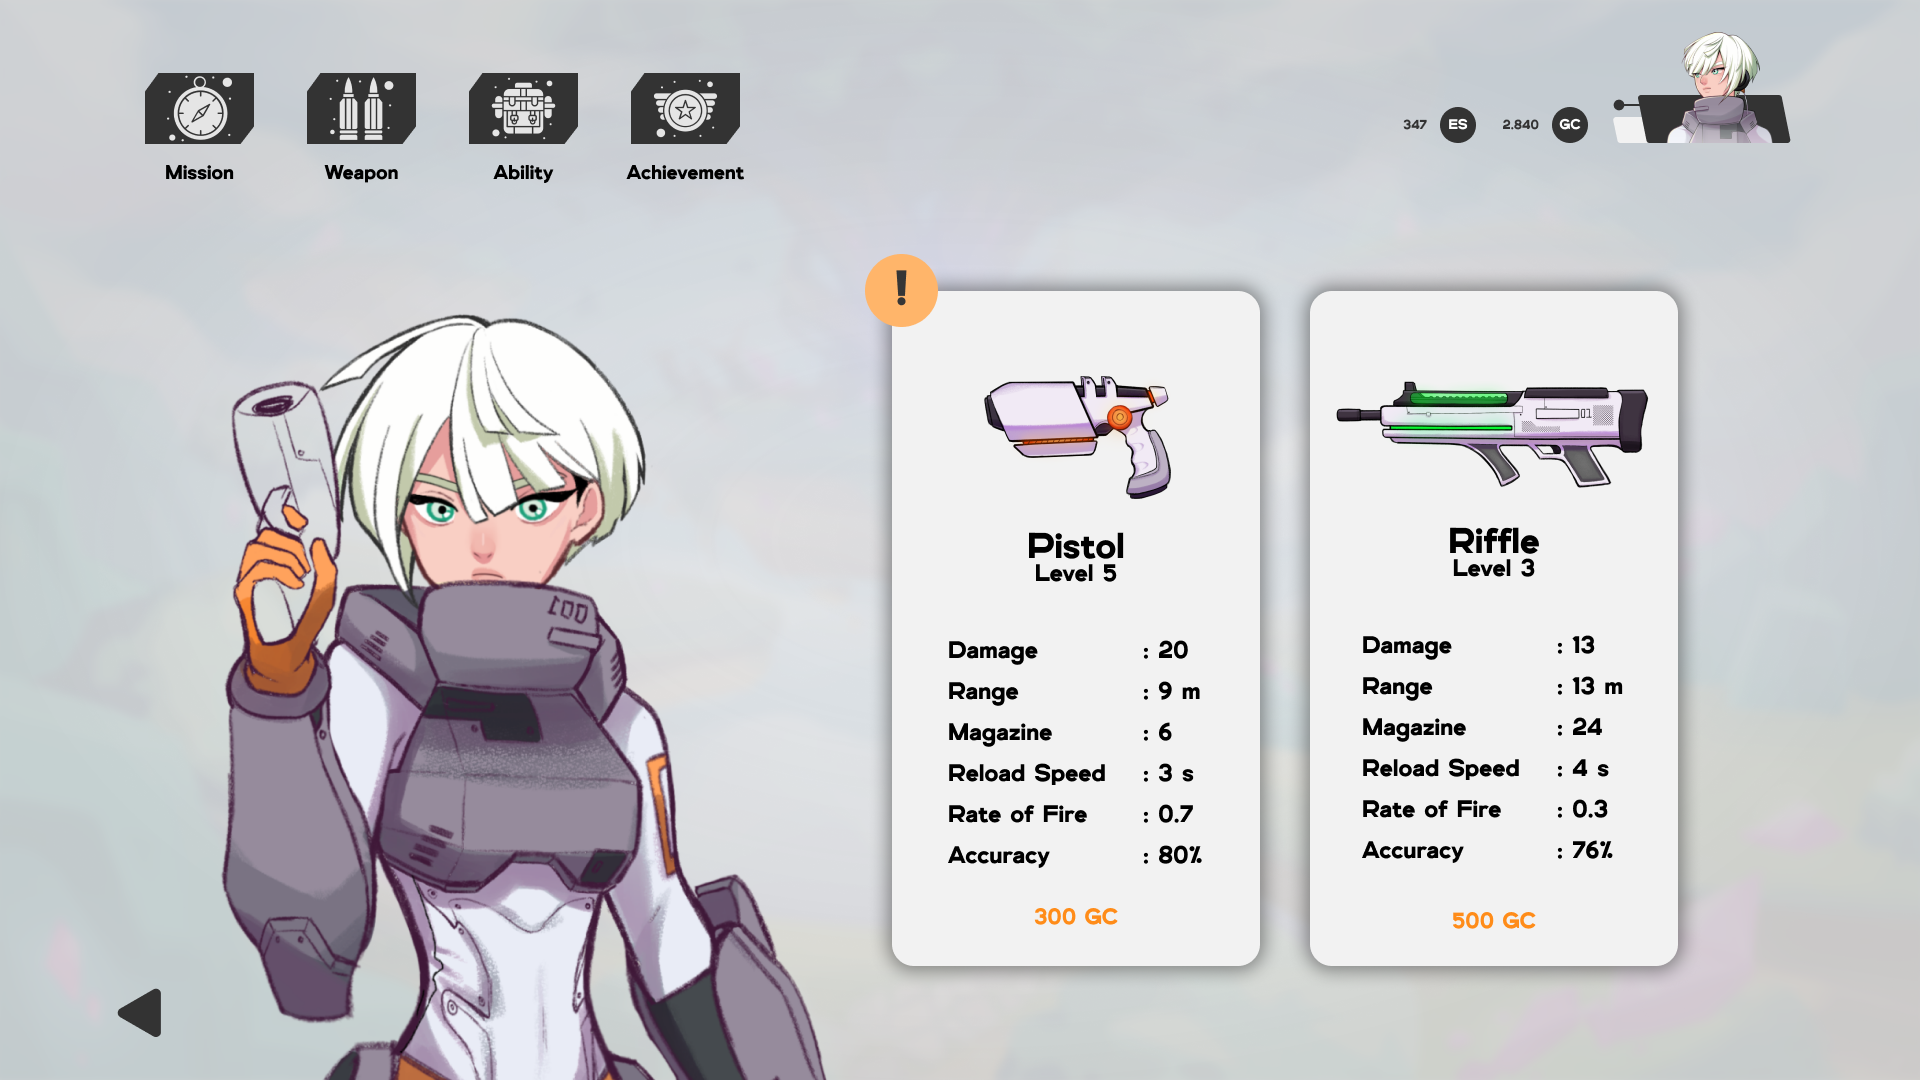 Mission
Weapon
Ability
Achievement
347 ES 2.840 GC
!
01
Pistol
Level 5
Damage : 20
Range : 9 m
Magazine : 6
Reload Speed : 3 s
Rate of Fire : 0.7
Accuracy : 80%
300 GC
Riffle
Level 3
Damage : 13
Range : 13 m
Magazine : 24
Reload Speed : 4 s
Rate of Fire : 0.3
Accuracy : 76%
500 GC